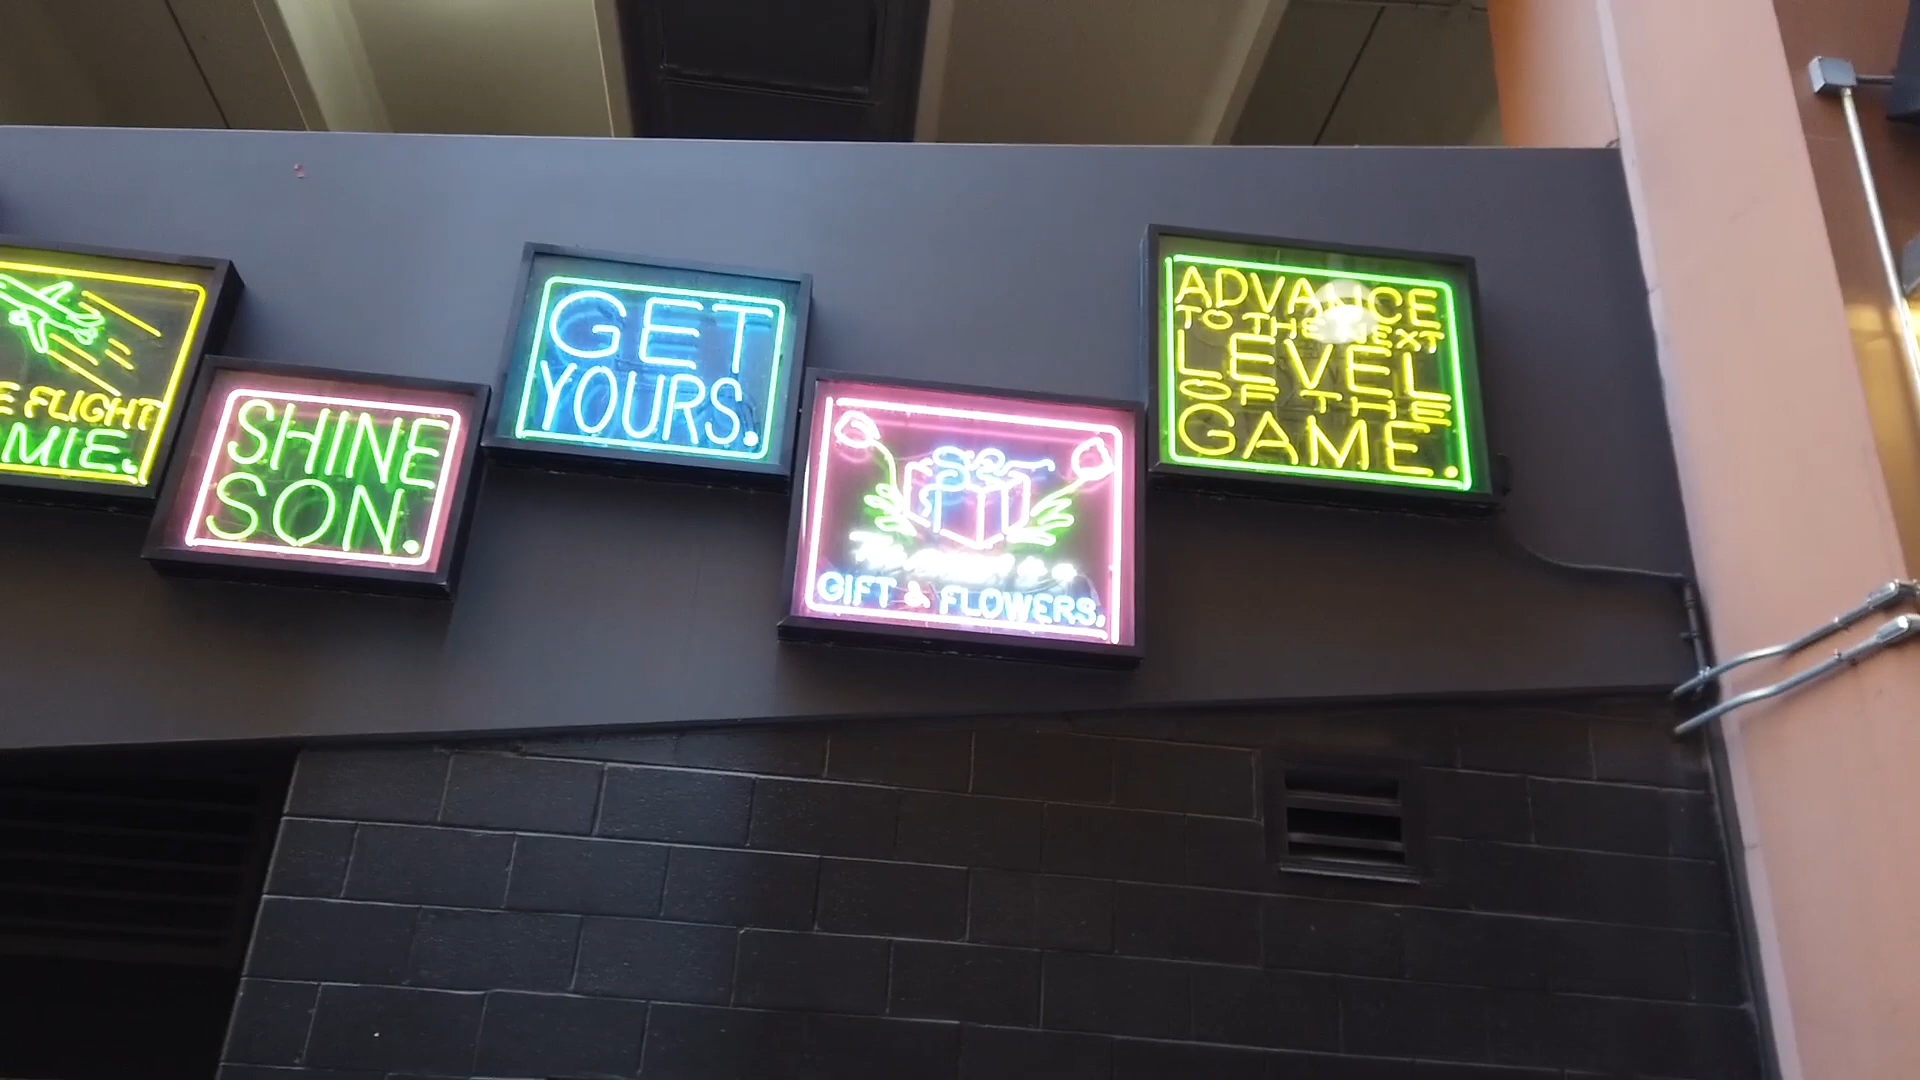 E FLIGHT
MIE.
SHINE
SON.
GET
YOURS.
GIFT & FLOWERS.
ADVANCE
TO THE NEXT
LEVEL
OF THE
GAME.